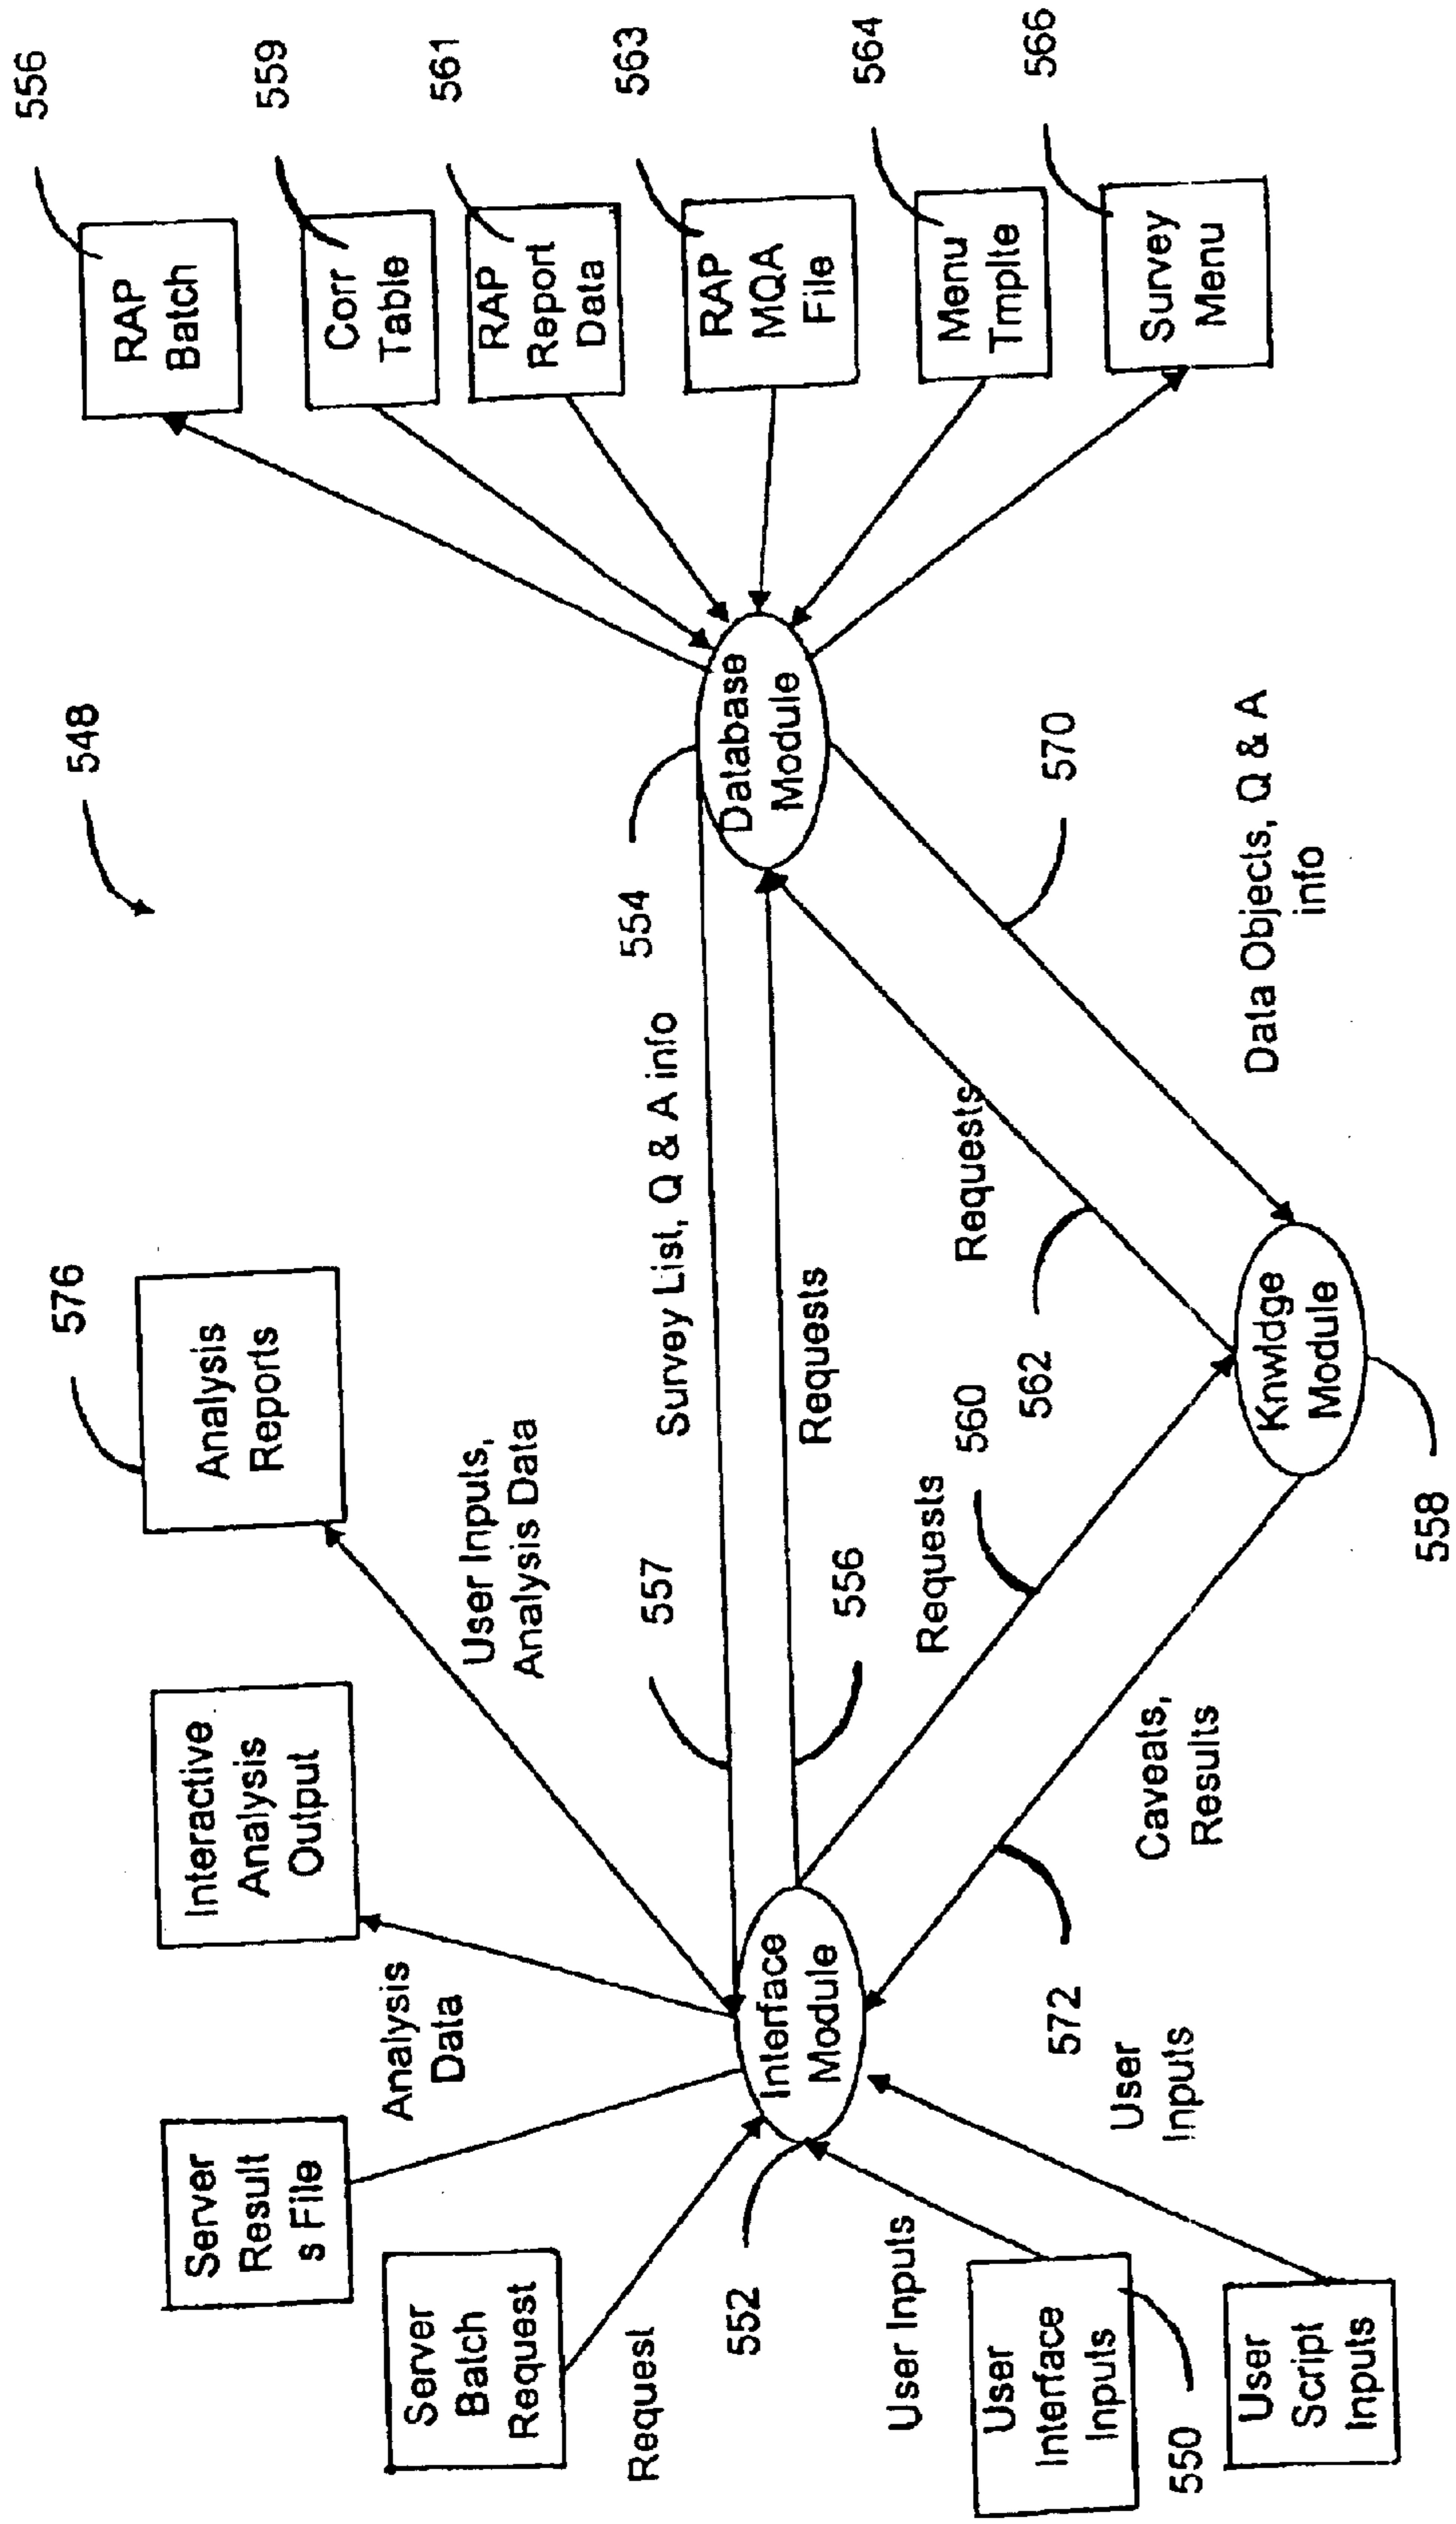 548
576
Analysis
Reports
Interactive
Analysis
Output
Server
Result
s File
Server
Batch
Request
Request
Analysis
Data
User Inputs,
Analysis Data
557
Survey List, Q & A info
Requests
556
554
Database
Module
Interface
Module
552
User Inputs
User
Interface
Inputs
550
User
Script
Inputs
User
Inputs
572
Caveats,
Results
Requests
560
562
Requests
Knwldge
Module
558
570
Data Objects, Q & A
info
RAP
Batch
556
Corr
Table
559
RAP
Report
Data
561
RAP
MQA
File
563
Menu
Tmplte
564
Survey
Menu
566